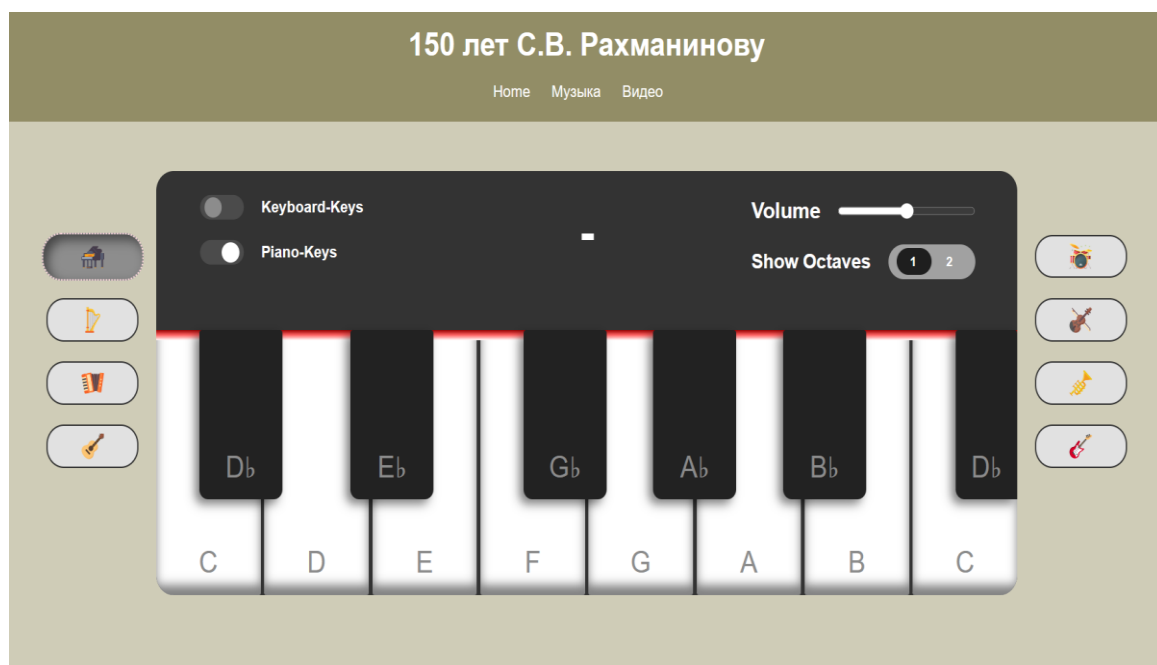 150 лет С.В. Рахманинову
Home Музыка Видео
Keyboard-Keys
Piano-Keys
-
Volume
Show Octaves 1 2
D♭ E♭ G♭ A♭ B♭ D♭
C D E F G A B C